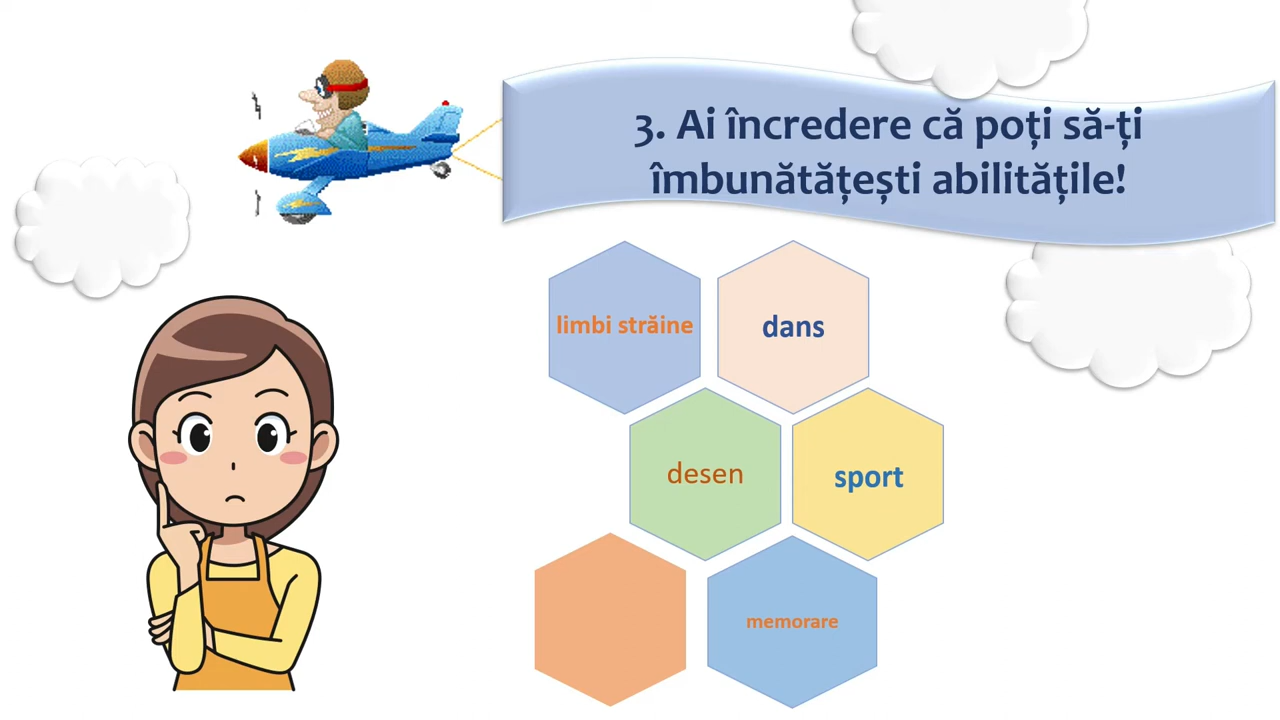 3. Ai încredere că poți să-ți
îmbunătățești abilitățile!
limbi străine
dans
desen
sport
memorare